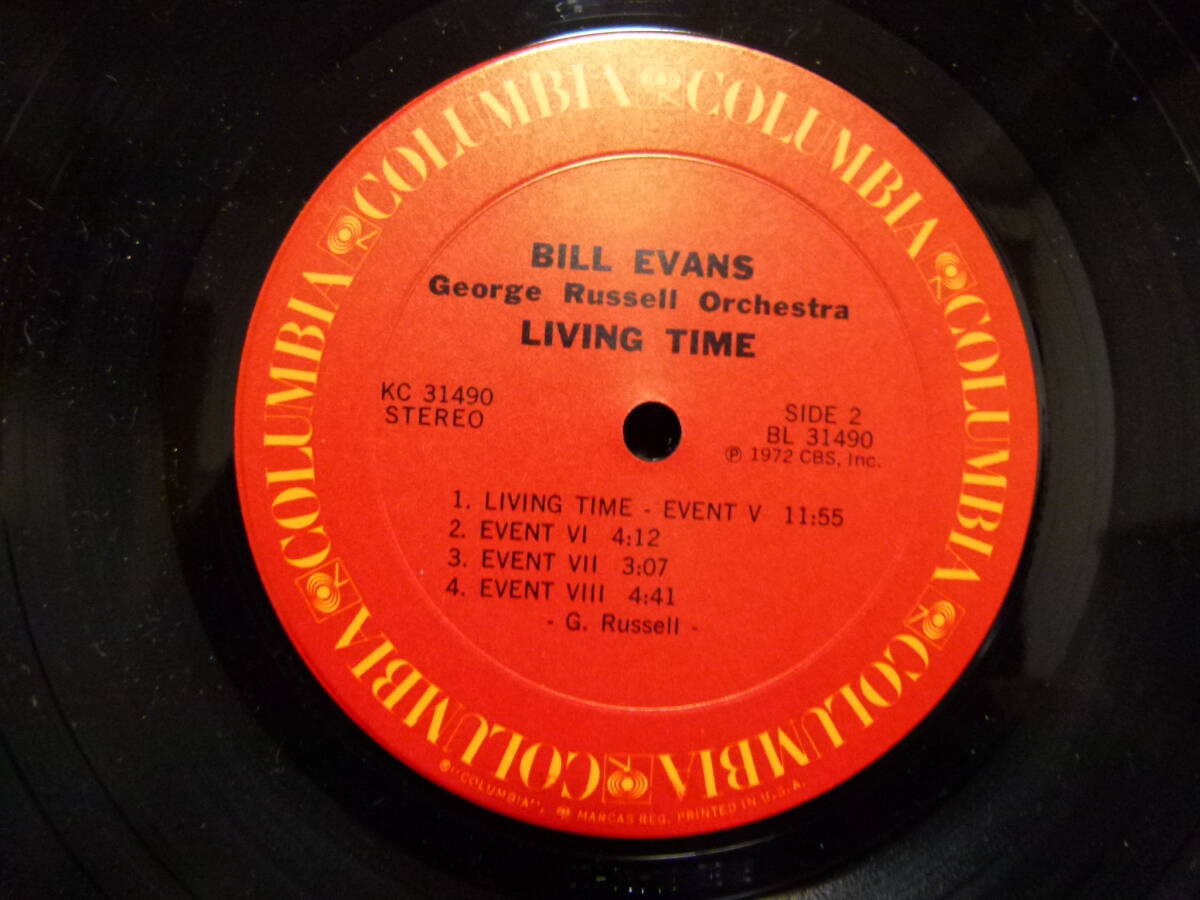 COLUMBIA COLUMBIA COLUMBIA COLUMBIA COLUMBIA COLUMBIA
BILL EVANS
George Russell Orchestra
LIVING TIME
KC 31490
STEREO
SIDE 2
BL 31490
Ⓟ 1972 CBS, Inc.
1. LIVING TIME - EVENT V 11:55
2. EVENT VI 4:12
3. EVENT VII 3:07
4. EVENT VIII 4:41
- G. Russell -
® "COLUMBIA", MARCAS REG. PRINTED IN U.S.A.